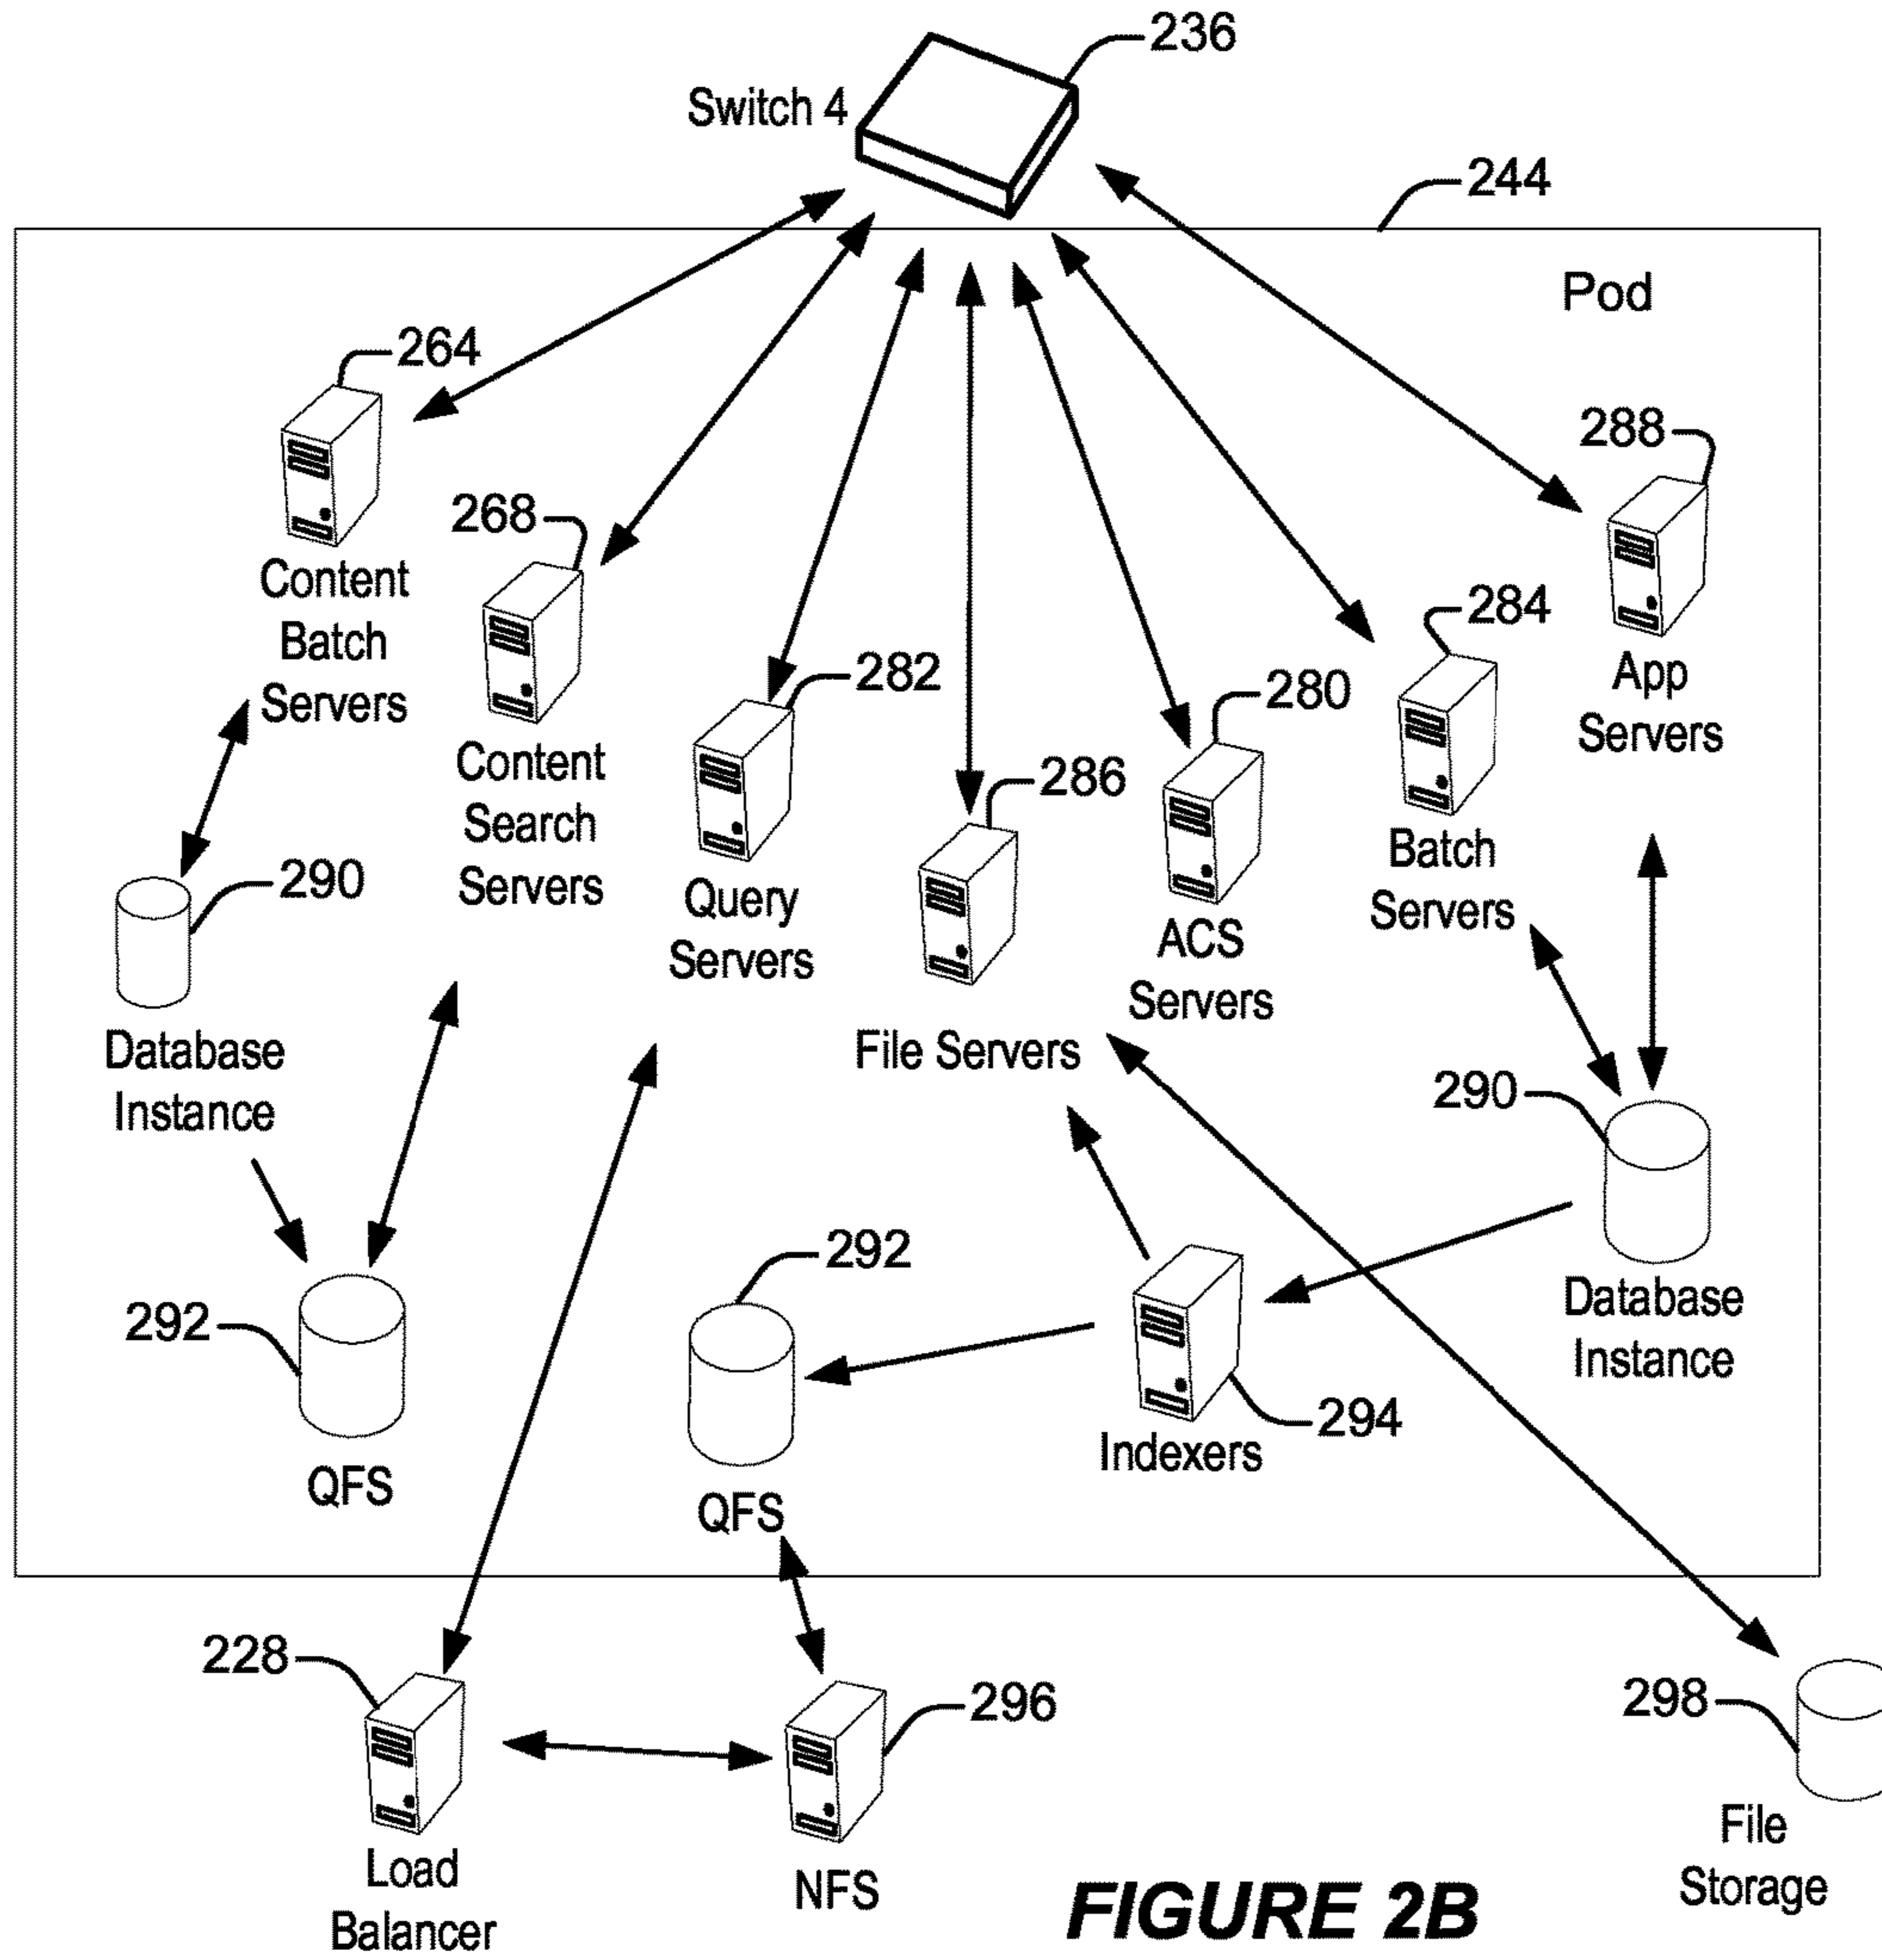 236
Switch 4
244
Pod
264
Content
Batch
Servers
268
Content
Search
Servers
282
Query
Servers
286
File Servers
280
ACS
Servers
284
Batch
Servers
288
App
Servers
290
Database
Instance
290
Database
Instance
292
QFS
292
QFS
294
Indexers
228
Load
Balancer
296
NFS
298
File
Storage
FIGURE 2B